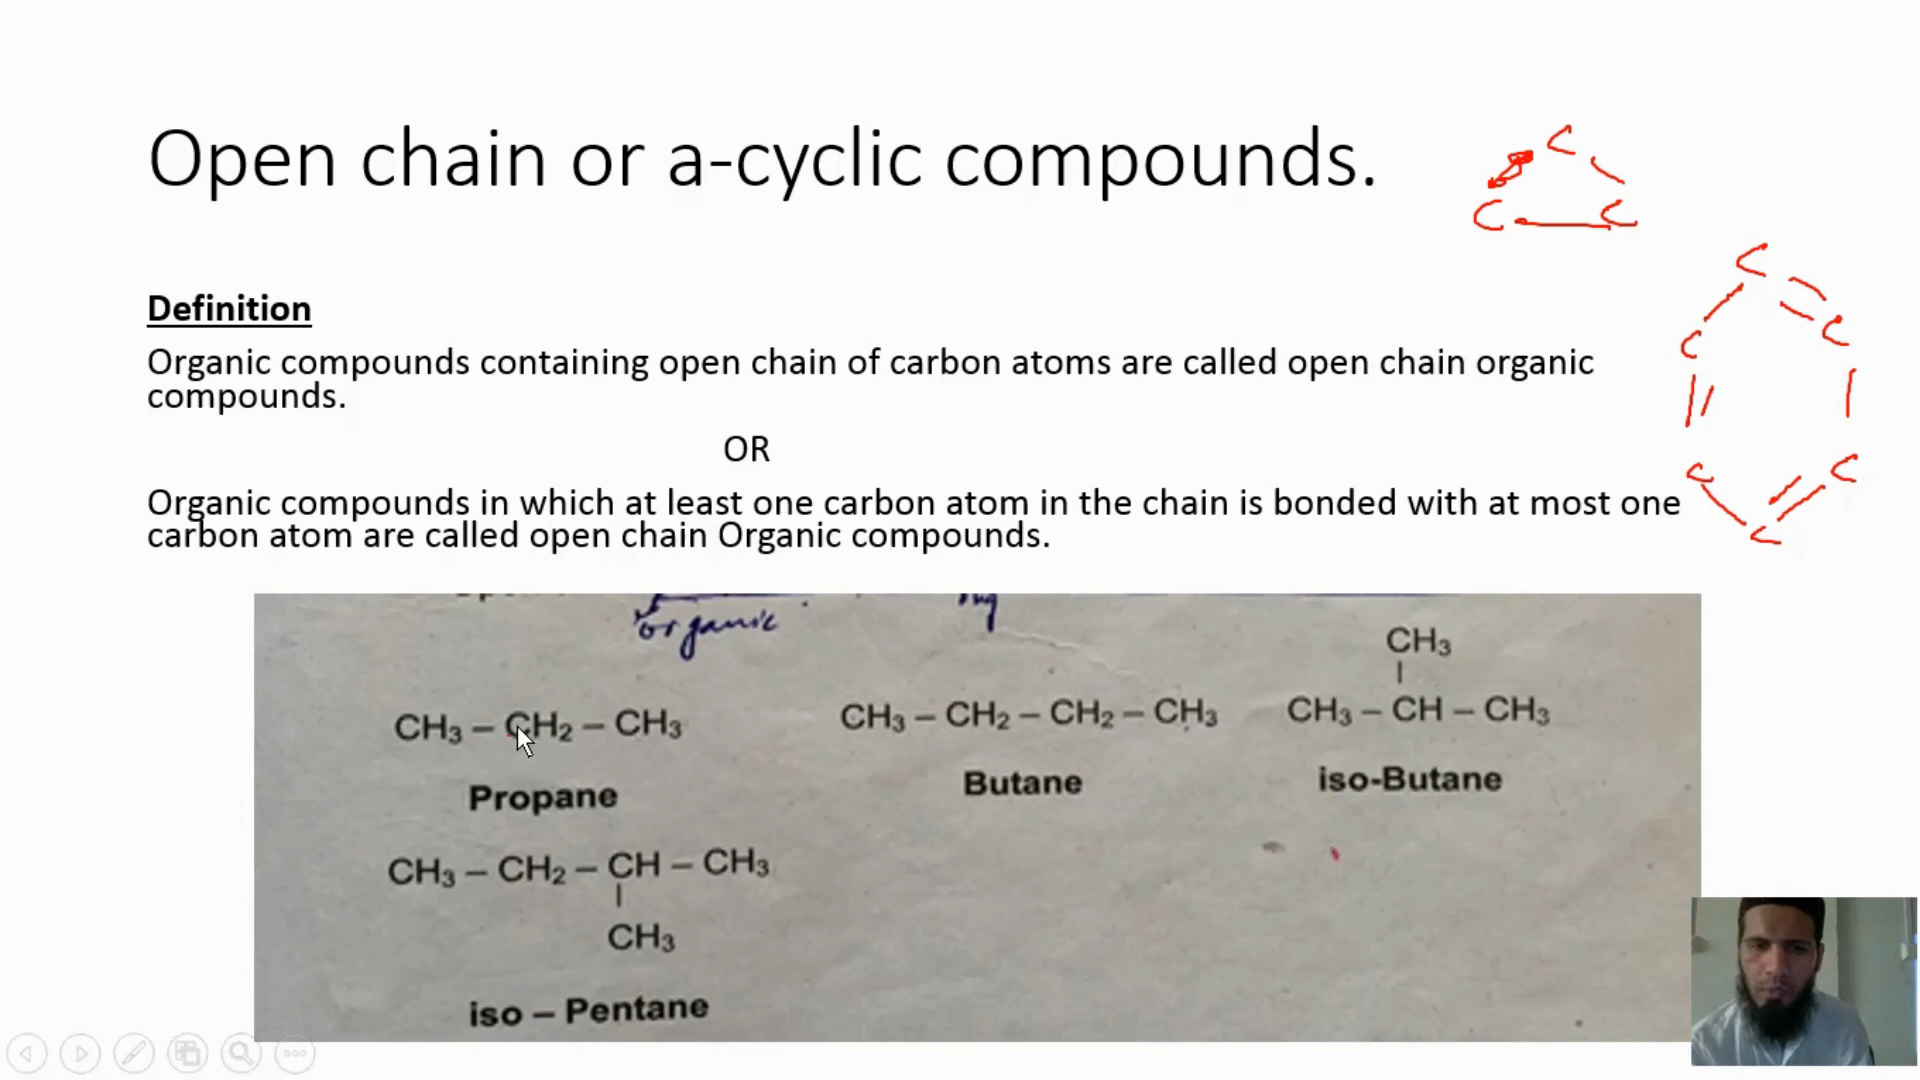 Open chain or a-cyclic compounds.
Definition
Organic compounds containing open chain of carbon atoms are called open chain organic
compounds.
OR
Organic compounds in which at least one carbon atom in the chain is bonded with at most one
carbon atom are called open chain Organic compounds.
C
C C
C
C
C
C
C
C
organic
CH₃
|
CH₃ – CH₂ – CH₃
CH₃ – CH₂ – CH₂ – CH₃
CH₃ – CH – CH₃
Propane
Butane
iso-Butane
CH₃ – CH₂ – CH – CH₃
|
CH₃
iso – Pentane